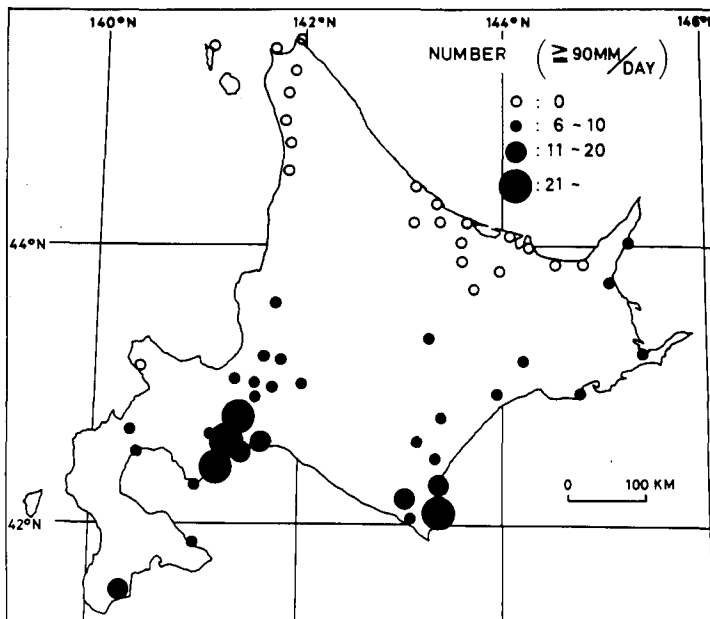 140°N 142°N 144°N 146°
NUMBER (≧90MM/DAY)
○ : 0
● : 6 ~ 10
● : 11 ~ 20
● : 21 ~
44°N
0 100 KM
42°N